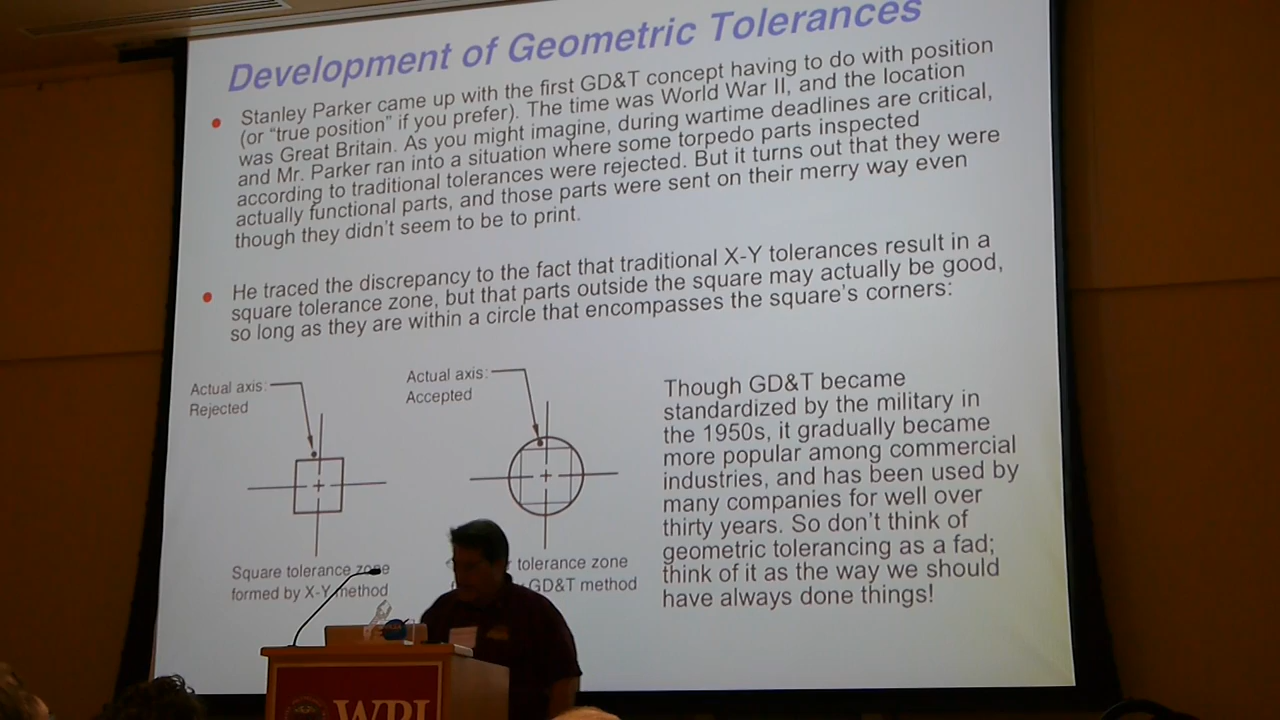 Development of Geometric Tolerances
Stanley Parker came up with the first GD&T concept having to do with position
(or “true position” if you prefer). The time was World War II, and the location
was Great Britain. As you might imagine, during wartime deadlines are critical,
and Mr. Parker ran into a situation where some torpedo parts inspected
according to traditional tolerances were rejected. But it turns out that they were
actually functional parts, and those parts were sent on their merry way even
though they didn’t seem to be to print.
He traced the discrepancy to the fact that traditional X-Y tolerances result in a
square tolerance zone, but that parts outside the square may actually be good,
so long as they are within a circle that encompasses the square’s corners:
Actual axis:
Rejected
Actual axis:
Accepted
Square tolerance zone
formed by X-Y method
tolerance zone
GD&T method
Though GD&T became
standardized by the military in
the 1950s, it gradually became
more popular among commercial
industries, and has been used by
many companies for well over
thirty years. So don’t think of
geometric tolerancing as a fad;
think of it as the way we should
have always done things!
WPI